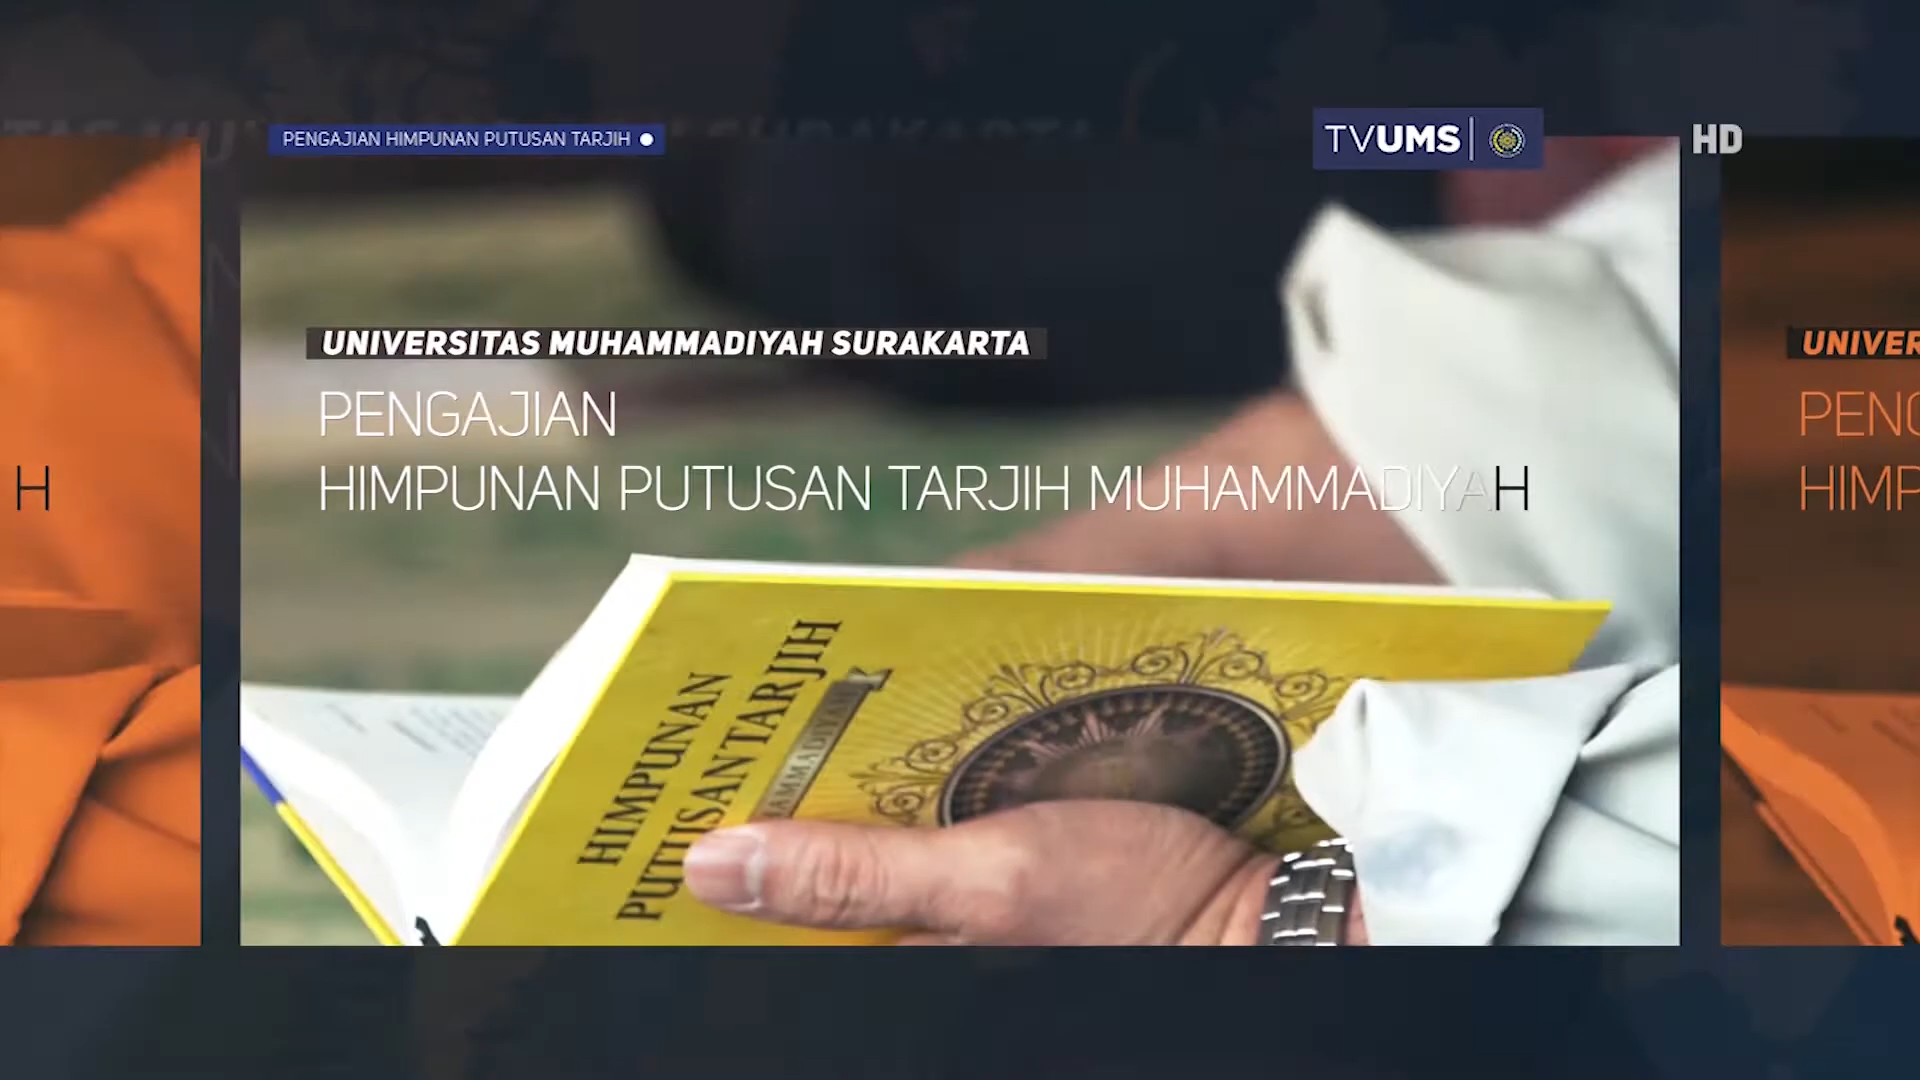 PENGAJIAN HIMPUNAN PUTUSAN TARJIH
TVUMS
HD
UNIVERSITAS MUHAMMADIYAH SURAKARTA
PENGAJIAN
HIMPUNAN PUTUSAN TARJIH MUHAMMADIYAH
H
UNIVER
PENG
HIMP
HIMPUNAN
PUTUSAN TARJIH